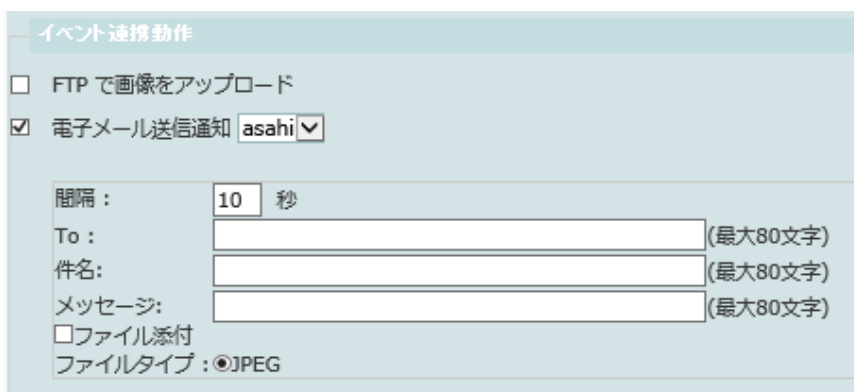 イベント連携動作
FTP で画像をアップロード
電子メール送信通知 asahi
間隔： 10 秒
To： (最大80文字)
件名: (最大80文字)
メッセージ: (最大80文字)
ファイル添付
ファイルタイプ：JPEG